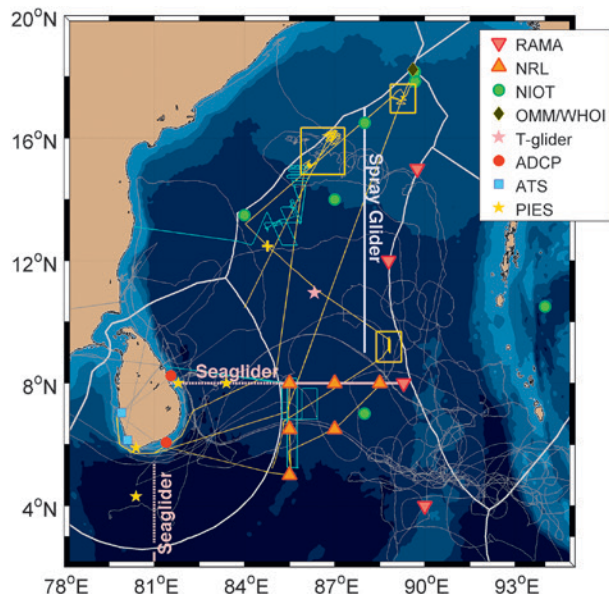 20°N
16°N
12°N
8°N
4°N
78°E
81°E
84°E
87°E
90°E
93°E
RAMA
NRL
NIOT
OMM/WHOI
T-glider
ADCP
ATS
PIES
Spray Glider
Seaglider
Seaglider